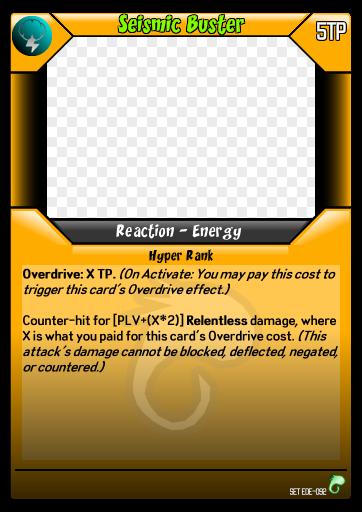 Seismic Buster
5TP
Reaction - Energy
Hyper Rank
Overdrive: X TP. (On Activate: You may pay this cost to
trigger this card's Overdrive effect.)
Counter-hit for [PLV+(X*2)] Relentless damage, where
X is what you paid for this card's Overdrive cost. (This
attack's damage cannot be blocked, deflected, negated,
or countered.)
SET EOE-092